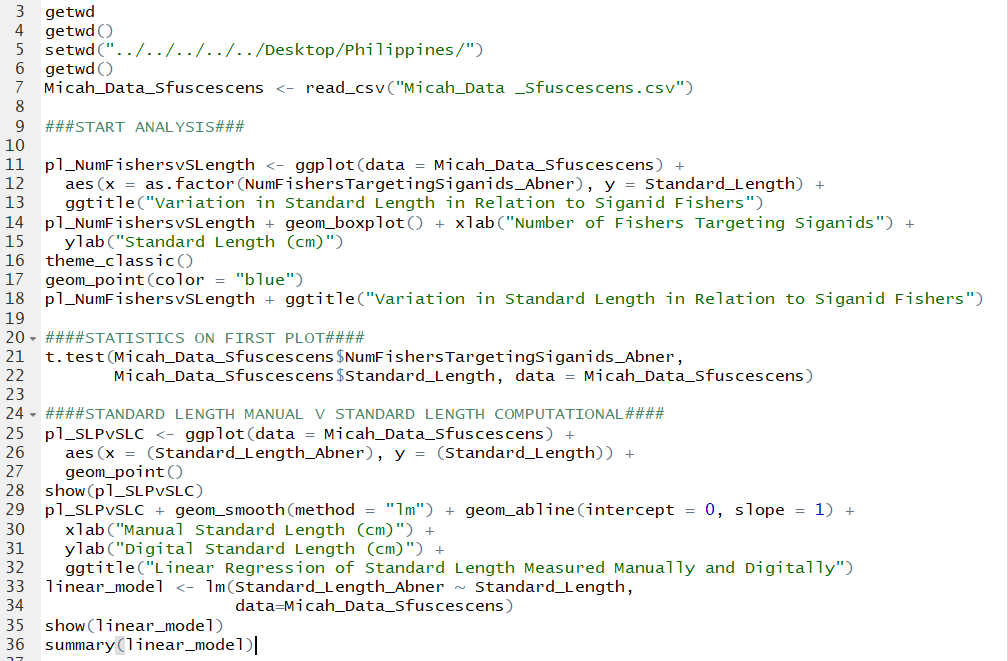 3 getwd
4 getwd()
5 setwd("../../../../../Desktop/Philippines/")
6 getwd()
7 Micah_Data_Sfuscescens <- read_csv("Micah_Data _Sfuscescens.csv")
8
9 ###START ANALYSIS###
10
11 pl_NumFishersvSLength <- ggplot(data = Micah_Data_Sfuscescens) +
12   aes(x = as.factor(NumFishersTargetingSiganids_Abner), y = Standard_Length) +
13   ggtitle("Variation in Standard Length in Relation to Siganid Fishers")
14 pl_NumFishersvSLength + geom_boxplot() + xlab("Number of Fishers Targeting Siganids") +
15   ylab("Standard Length (cm)")
16 theme_classic()
17 geom_point(color = "blue")
18 pl_NumFishersvSLength + ggtitle("Variation in Standard Length in Relation to Siganid Fishers")
19
20 ####STATISTICS ON FIRST PLOT####
21 t.test(Micah_Data_Sfuscescens$NumFishersTargetingSiganids_Abner,
22        Micah_Data_Sfuscescens$Standard_Length, data = Micah_Data_Sfuscescens)
23
24 ####STANDARD LENGTH MANUAL V STANDARD LENGTH COMPUTATIONAL####
25 pl_SLPvSLC <- ggplot(data = Micah_Data_Sfuscescens) +
26   aes(x = (Standard_Length_Abner), y = (Standard_Length)) +
27   geom_point()
28 show(pl_SLPvSLC)
29 pl_SLPvSLC + geom_smooth(method = "lm") + geom_abline(intercept = 0, slope = 1) +
30   xlab("Manual Standard Length (cm)") +
31   ylab("Digital Standard Length (cm)") +
32   ggtitle("Linear Regression of Standard Length Measured Manually and Digitally")
33 linear_model <- lm(Standard_Length_Abner ~ Standard_Length,
34                    data=Micah_Data_Sfuscescens)
35 show(linear_model)
36 summary(linear_model)